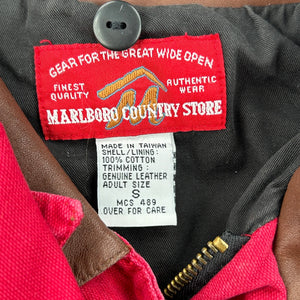 GEAR FOR THE GREAT WIDE OPEN
FINEST QUALITY
AUTHENTIC WEAR
MARLBORO COUNTRY STORE
MADE IN TAIWAN
SHELL/LINING:
100% COTTON
TRIMMING:
GENUINE LEATHER
ADULT SIZE
S
MCS 489
OVER FOR CARE